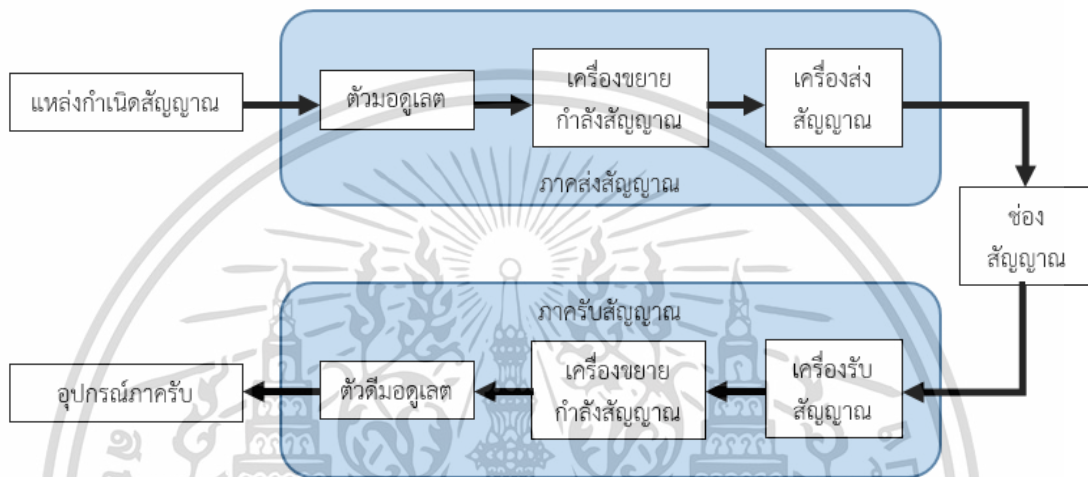 แหล่งกำเนิดสัญญาณ
ตัวมอดูเลต
เครื่องขยาย
กำลังสัญญาณ
เครื่องส่ง
สัญญาณ
ภาคส่งสัญญาณ
ช่อง
สัญญาณ
ภาครับสัญญาณ
เครื่องรับ
สัญญาณ
เครื่องขยาย
กำลังสัญญาณ
ตัวดีมอดูเลต
อุปกรณ์ภาครับ